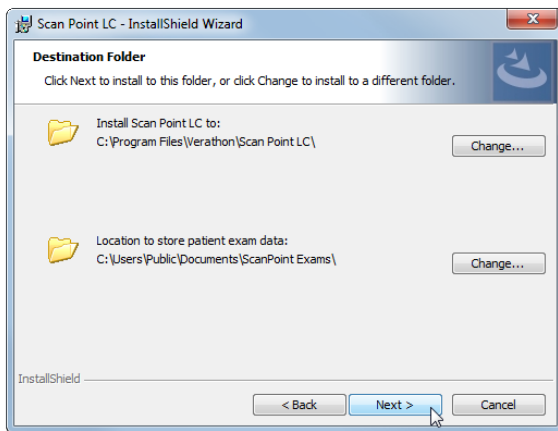 Scan Point LC - InstallShield Wizard
Destination Folder
Click Next to install to this folder, or click Change to install to a different folder.
Install Scan Point LC to:
C:\Program Files\Verathon\Scan Point LC\
Change...
Location to store patient exam data:
C:\Users\Public\Documents\ScanPoint Exams\
Change...
InstallShield
< Back
Next >
Cancel